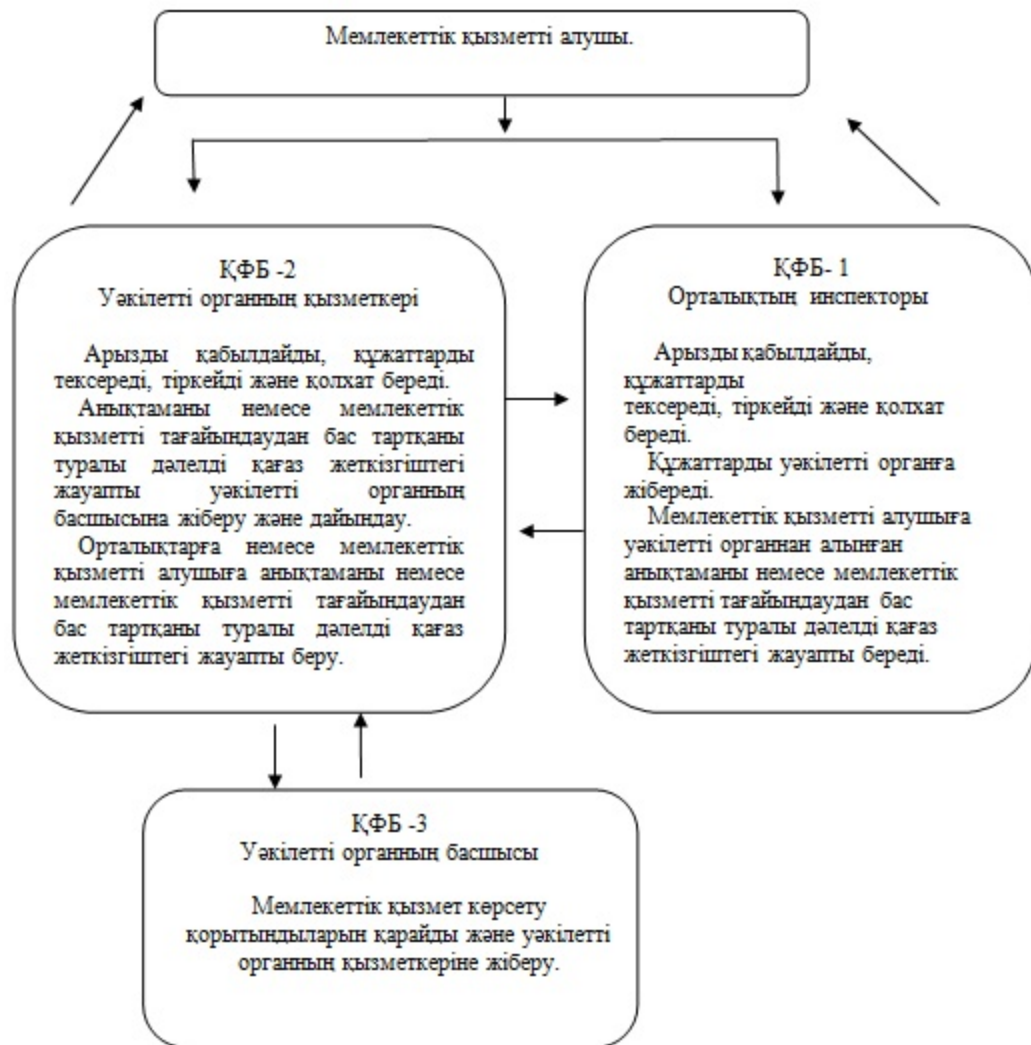 Мемлекеттік қызметті алушы.
ҚФБ -2
Уәкілетті органның қызметкері
Арызды қабылдайды, құжаттарды
тексереді, тіркейді және қолхат береді.
Анықтаманы немесе мемлекеттік
қызметті тағайындаудан бас тартқаны
туралы дәлелді қағаз жеткізгіштегі
жауапты уәкілетті органның
басшысына жіберу және дайындау.
Орталықтарға немесе мемлекеттік
қызметті алушыға анықтаманы немесе
мемлекеттік қызметті тағайындаудан
бас тартқаны туралы дәлелді қағаз
жеткізгіштегі жауапты беру.
ҚФБ- 1
Орталықтың инспекторы
Арызды қабылдайды,
құжаттарды
тексереді, тіркейді және қолхат
береді.
Құжаттарды уәкілетті органға
жібереді.
Мемлекеттік қызметті алушыға
уәкілетті органнан алынған
анықтаманы немесе мемлекеттік
қызметті тағайындаудан бас
тартқаны туралы дәлелді қағаз
жеткізгіштегі жауапты береді.
ҚФБ -3
Уәкілетті органның басшысы
Мемлекеттік қызмет көрсету
қорытындыларын қарайды және уәкілетті
органның қызметкеріне жіберу.